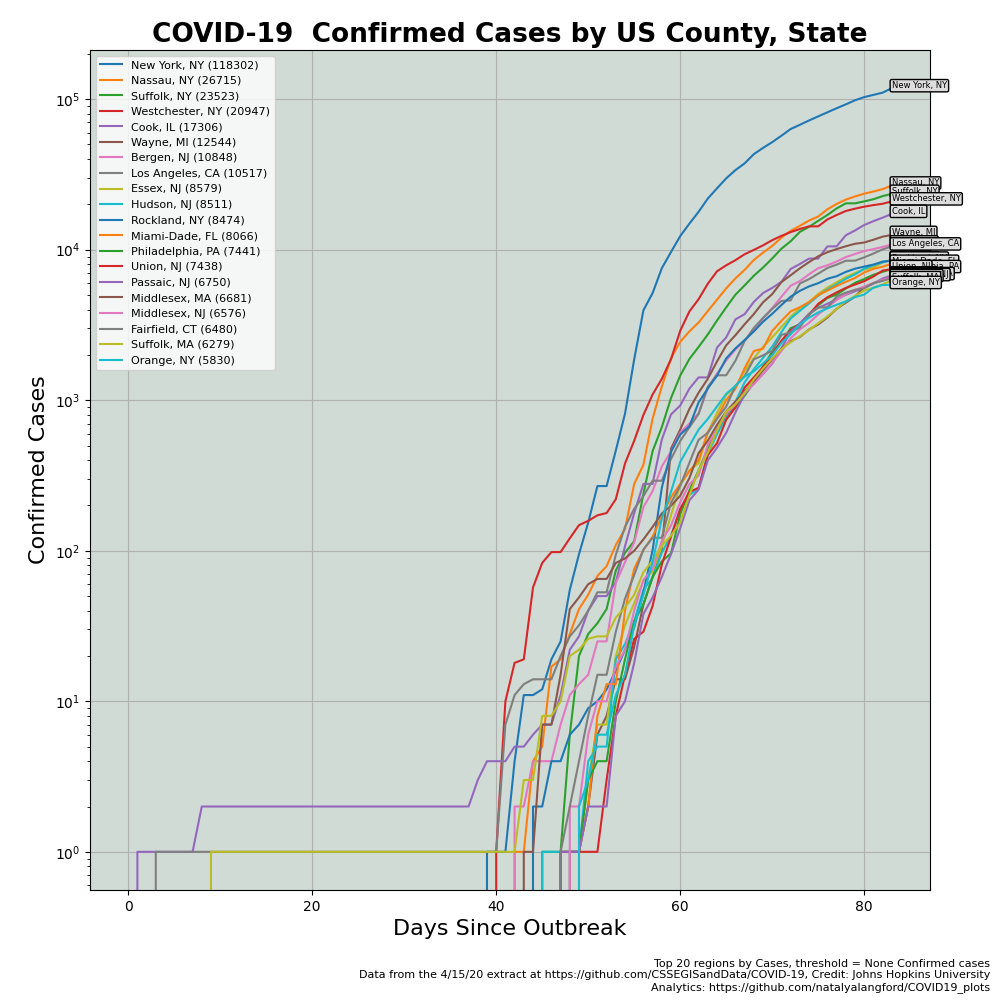 COVID-19  Confirmed Cases by US County, State
New York, NY (118302)
Nassau, NY (26715)
Suffolk, NY (23523)
Westchester, NY (20947)
Cook, IL (17306)
Wayne, MI (12544)
Bergen, NJ (10848)
Los Angeles, CA (10517)
Essex, NJ (8579)
Hudson, NJ (8511)
Rockland, NY (8474)
Miami-Dade, FL (8066)
Philadelphia, PA (7441)
Union, NJ (7438)
Passaic, NJ (6750)
Middlesex, MA (6681)
Middlesex, NJ (6576)
Fairfield, CT (6480)
Suffolk, MA (6279)
Orange, NY (5830)
New York, NY
Nassau, NY
Suffolk, NY
Westchester, NY
Cook, IL
Wayne, MI
Los Angeles, CA
Orange, NY
Confirmed Cases
10^5
10^4
10^3
10^2
10^1
10^0
0 20 40 60 80
Days Since Outbreak
Top 20 regions by Cases, threshold = None Confirmed cases
Data from the 4/15/20 extract at https://github.com/CSSEGISandData/COVID-19, Credit: Johns Hopkins University
Analytics: https://github.com/natalyalangford/COVID19_plots